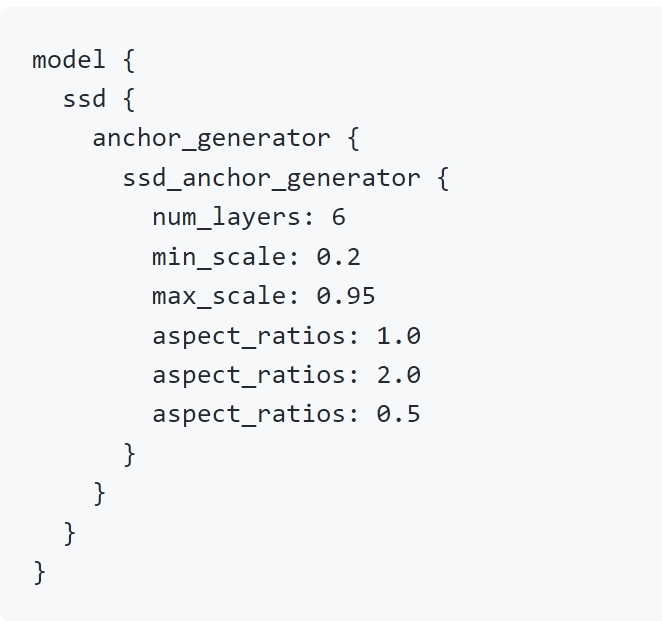 model {
  ssd {
    anchor_generator {
      ssd_anchor_generator {
        num_layers: 6
        min_scale: 0.2
        max_scale: 0.95
        aspect_ratios: 1.0
        aspect_ratios: 2.0
        aspect_ratios: 0.5
      }
    }
  }
}